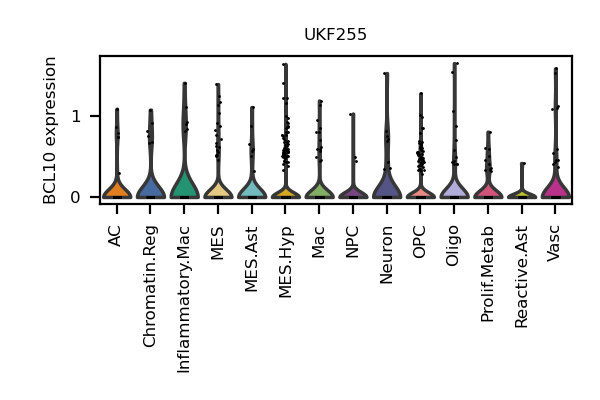 UKF255
BCL10 expression
1
0
AC
Chromatin.Reg
Inflammatory.Mac
MES
MES.Ast
MES.Hyp
Mac
NPC
Neuron
OPC
Oligo
Prolif.Metab
Reactive.Ast
Vasc